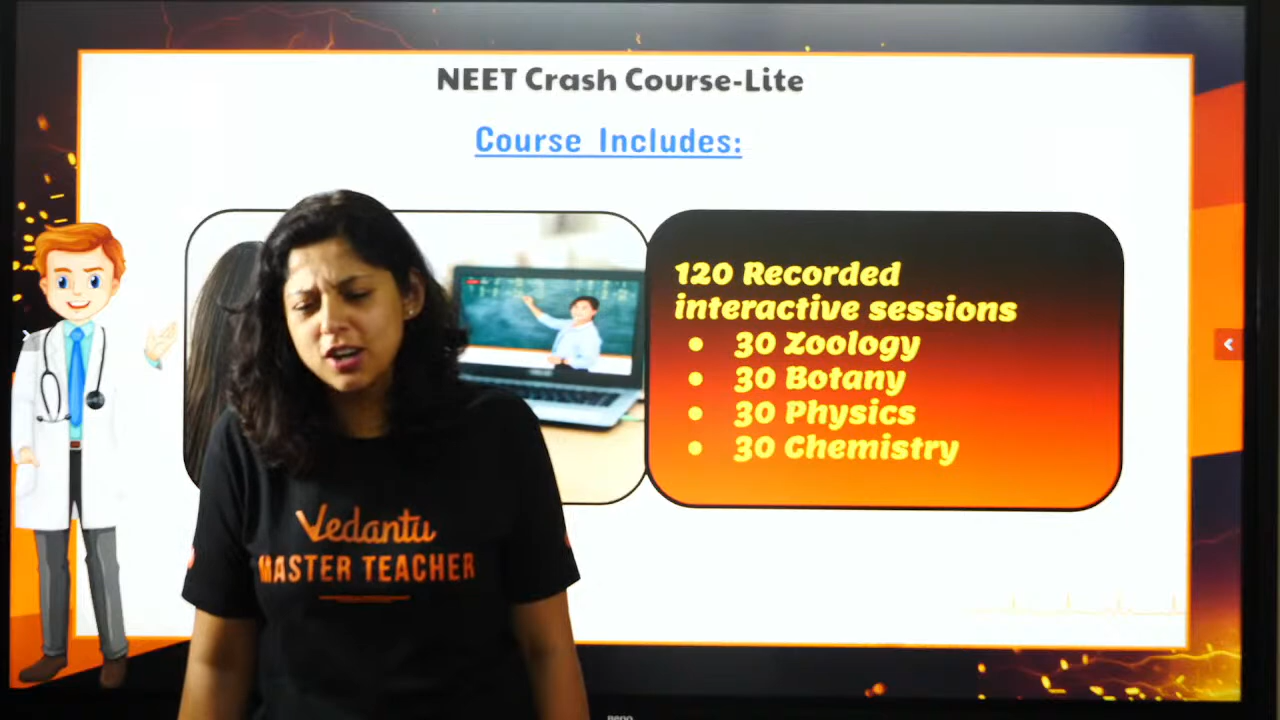 NEET Crash Course-Lite
Course Includes:
120 Recorded
interactive sessions
• 30 Zoology
• 30 Botany
• 30 Physics
• 30 Chemistry
Vedantu
MASTER TEACHER